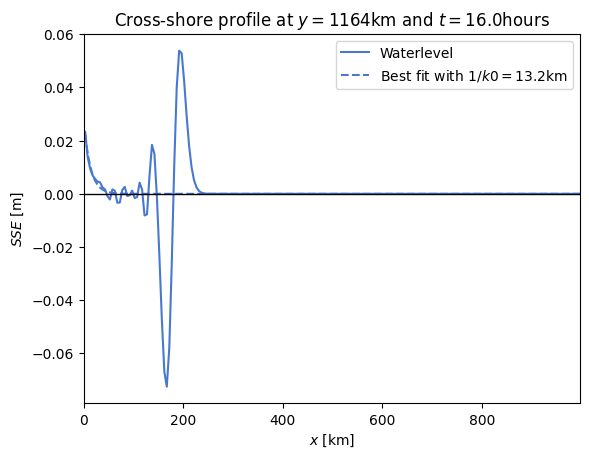 Cross-shore profile at y = 1164km and t = 16.0hours
0.06
0.04
0.02
0.00
−0.02
−0.04
−0.06
SSE [m]
Waterlevel
Best fit with 1/k0 = 13.2km
0
200
400
600
800
x [km]